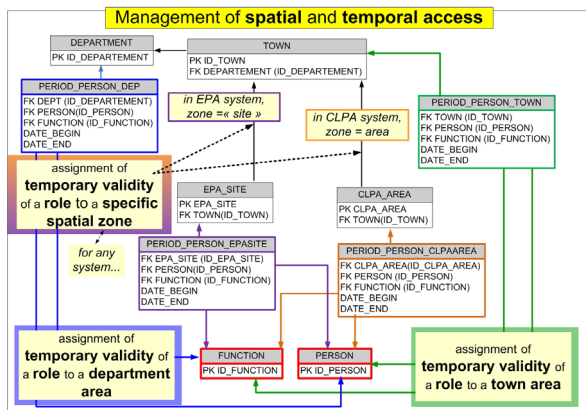 Management of spatial and temporal access
DEPARTMENT
PK ID_DEPARTEMENT
TOWN
PK ID_TOWN
FK DEPARTEMENT (ID_DEPARTEMENT)
PERIOD_PERSON_DEP
FK DEPT (ID_DEPARTEMENT)
FK PERSON(ID_PERSON)
FK FUNCTION (ID_FUNCTION)
DATE_BEGIN
DATE_END
in EPA system,
zone =« site »
in CLPA system,
zone = area
PERIOD_PERSON_TOWN
FK TOWN (ID_TOWN)
FK PERSON (ID_PERSON)
FK FUNCTION (ID_FUNCTION)
DATE_BEGIN
DATE_END
assignment of
temporary validity
of a role to a specific
spatial zone
for any
system...
EPA_SITE
PK EPA_SITE
FK TOWN(ID_TOWN)
CLPA_AREA
PK CLPA_AREA
FK TOWN(ID_TOWN)
PERIOD_PERSON_EPASITE
FK EPA_SITE (ID_EPA_SITE)
FK PERSON(ID_PERSON)
FK FUNCTION (ID_FUNCTION)
DATE_BEGIN
DATE_END
PERIOD_PERSON_CLPAAREA
FK CLPA_AREA(ID_CLPA_AREA)
FK PERSON (ID_PERSON)
FK FUNCTION (ID_FUNCTION)
DATE_BEGIN
DATE_END
assignment of
temporary validity of
a role to a department
area
FUNCTION
PK ID_FUNCTION
PERSON
PK ID_PERSON
assignment of
temporary validity of
a role to a town area